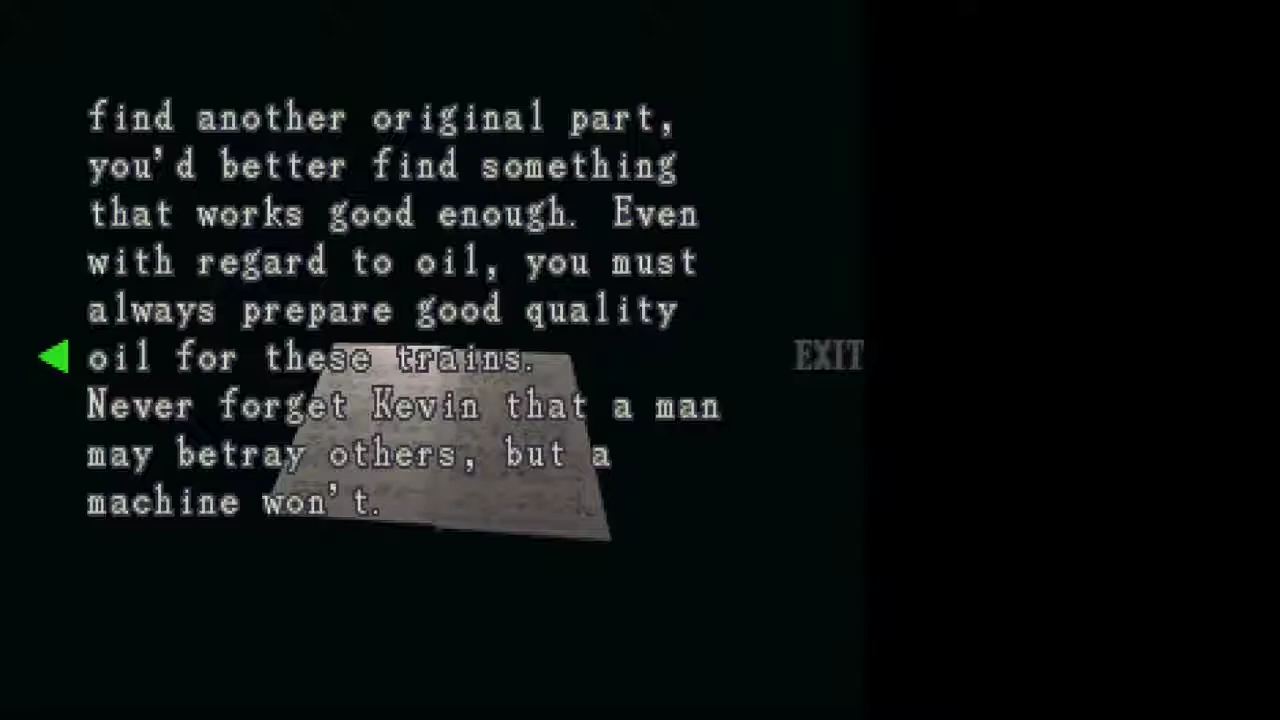 find another original part,
you'd better find something
that works good enough. Even
with regard to oil, you must
always prepare good quality
oil for these trains.
EXIT
Never forget Kevin that a man
may betray others, but a
machine won't.